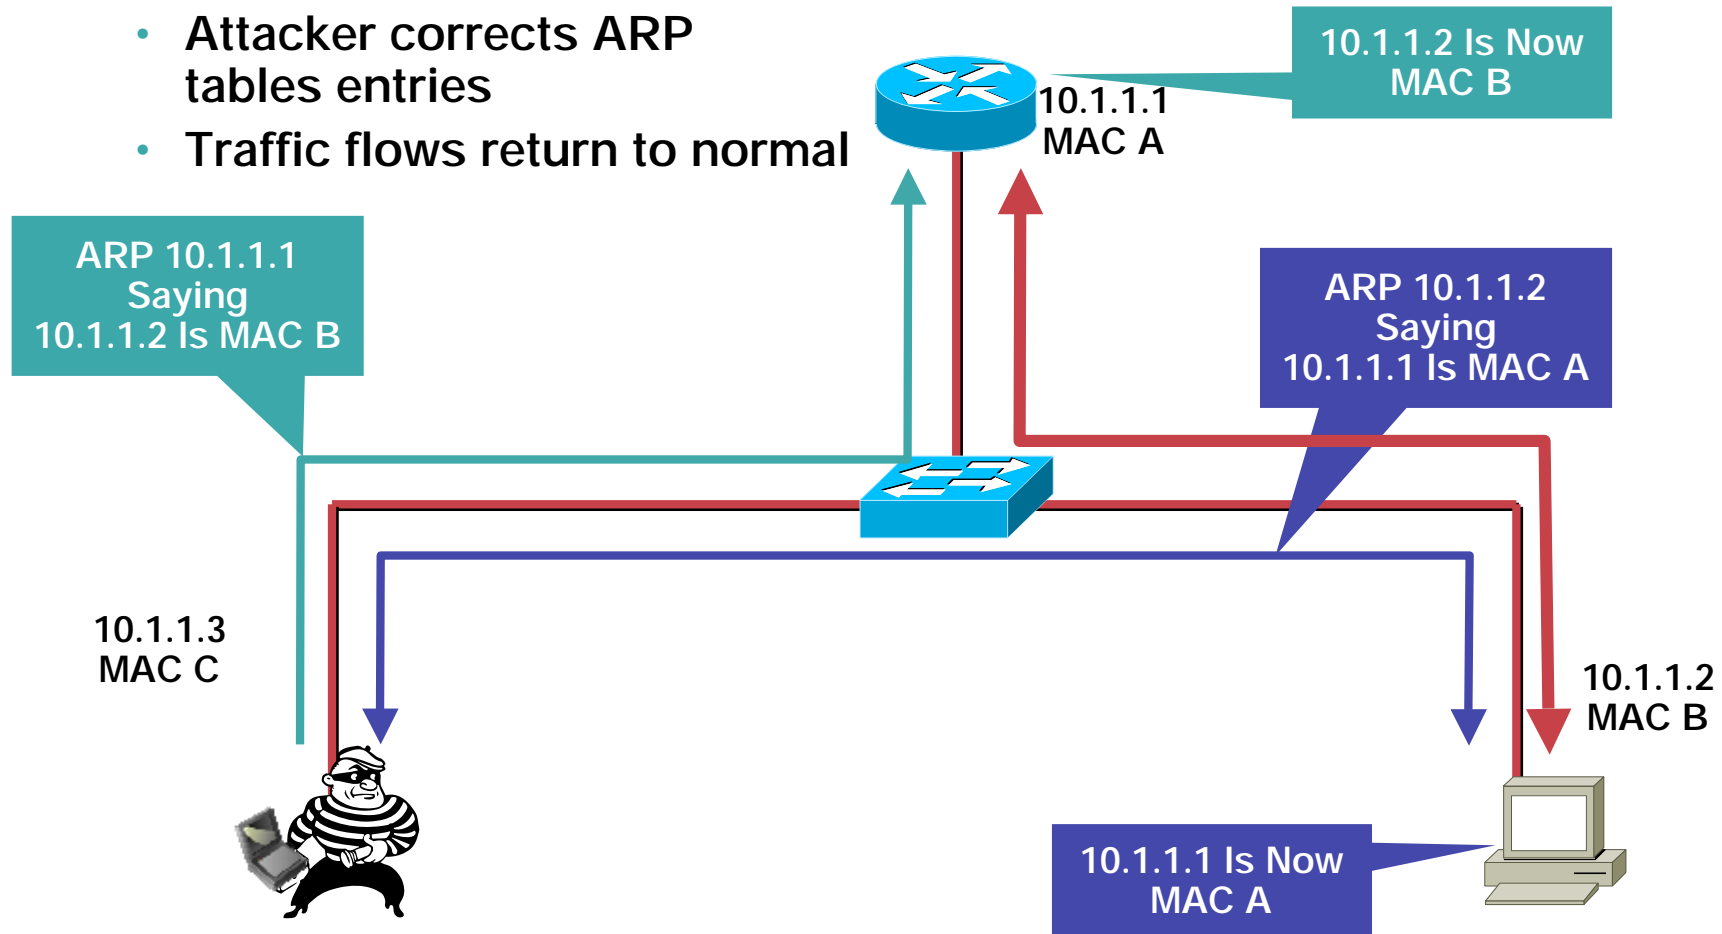 • Attacker corrects ARP
tables entries
• Traffic flows return to normal
10.1.1.2 Is Now
MAC B
10.1.1.1
MAC A
ARP 10.1.1.1
Saying
10.1.1.2 Is MAC B
ARP 10.1.1.2
Saying
10.1.1.1 Is MAC A
10.1.1.3
MAC C
10.1.1.2
MAC B
10.1.1.1 Is Now
MAC A